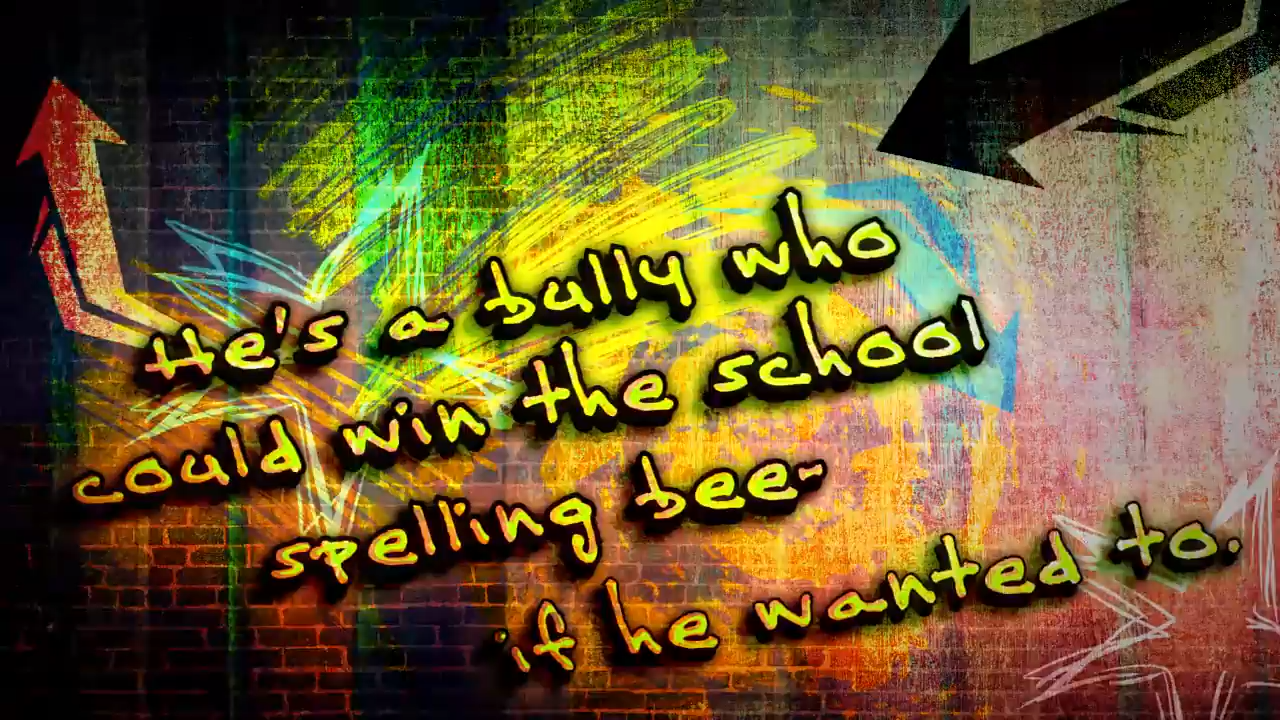 He's a bully who
could win the school
spelling bee-
if he wanted to.